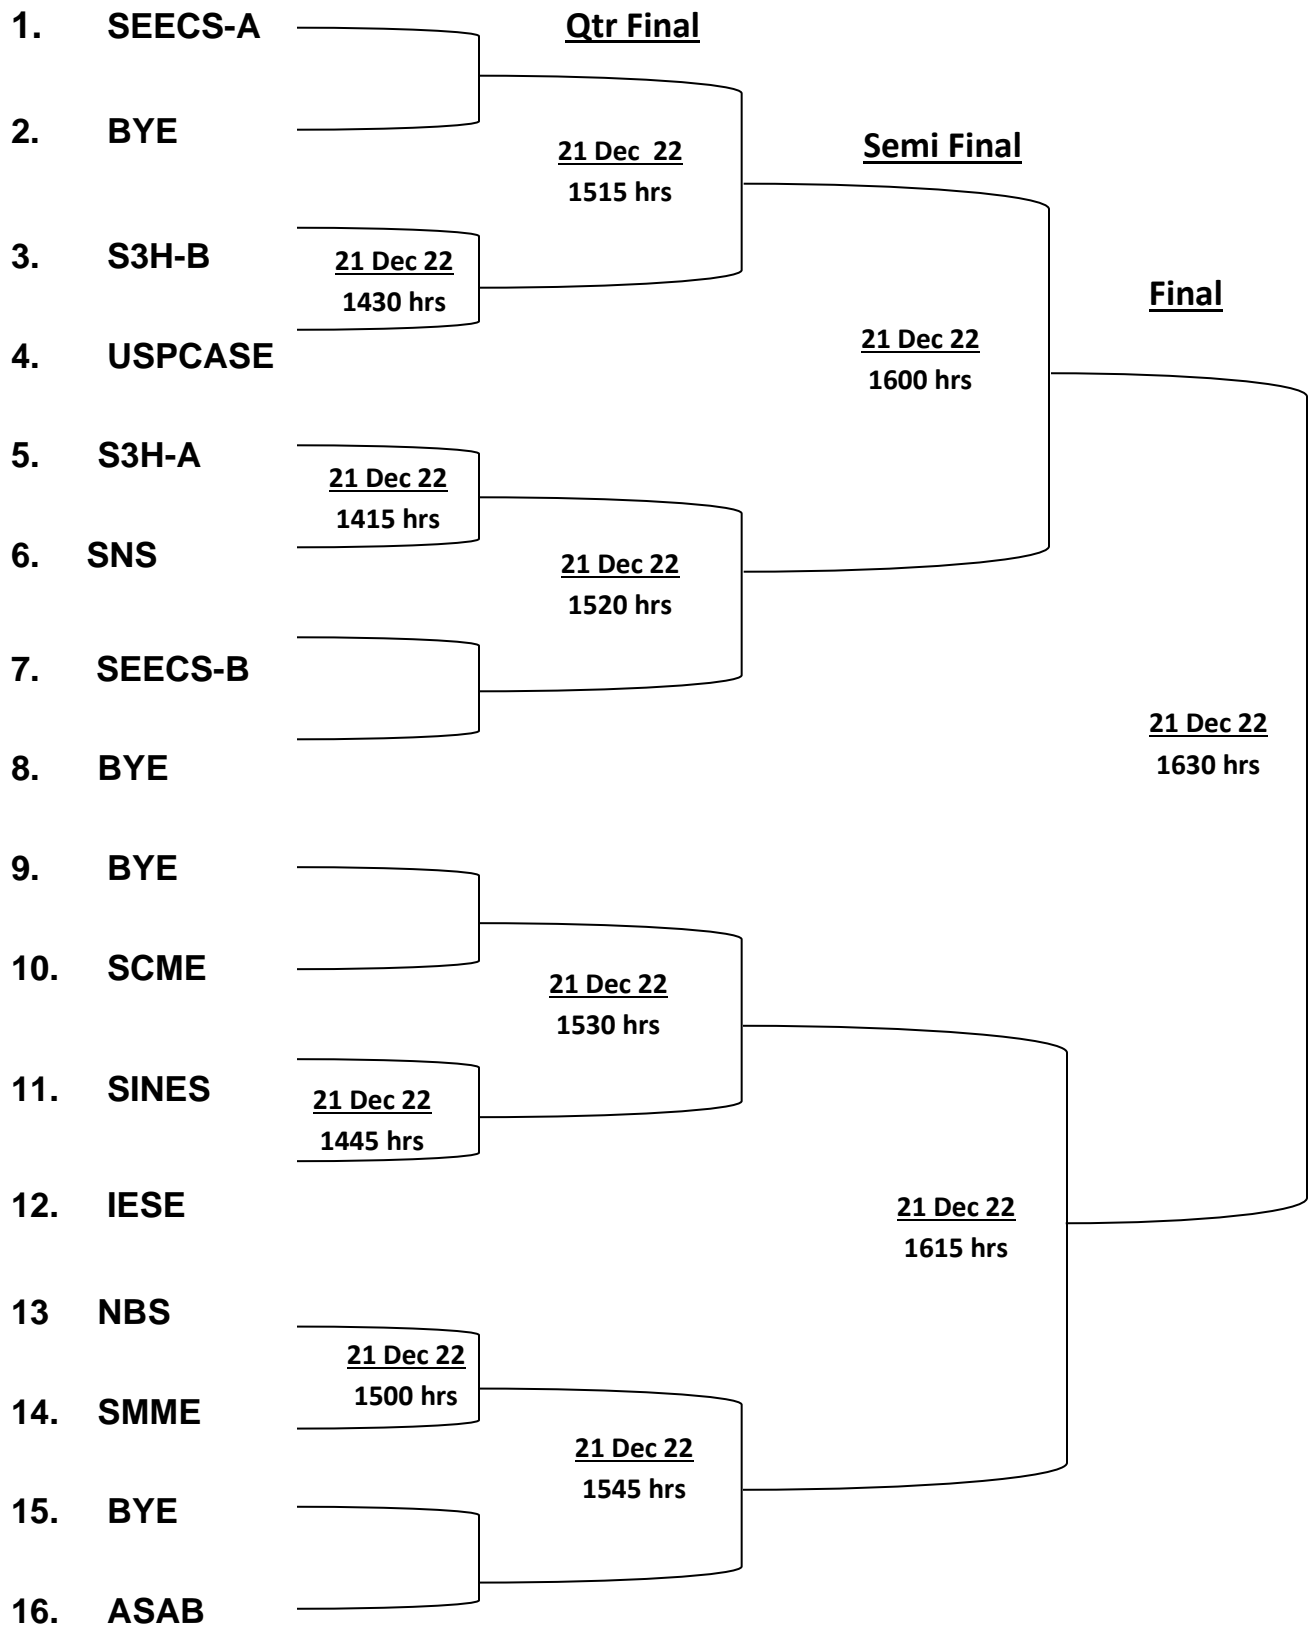 1. SEECS-A
Qtr Final
2. BYE
21 Dec  22
1515 hrs
Semi Final
3. S3H-B
21 Dec 22
1430 hrs
Final
4. USPCASE
21 Dec 22
1600 hrs
5. S3H-A
21 Dec 22
1415 hrs
6. SNS
21 Dec 22
1520 hrs
7. SEECS-B
21 Dec 22
1630 hrs
8. BYE
9. BYE
10. SCME
21 Dec 22
1530 hrs
11. SINES
21 Dec 22
1445 hrs
12. IESE
21 Dec 22
1615 hrs
13 NBS
21 Dec 22
1500 hrs
14. SMME
21 Dec 22
1545 hrs
15. BYE
16. ASAB